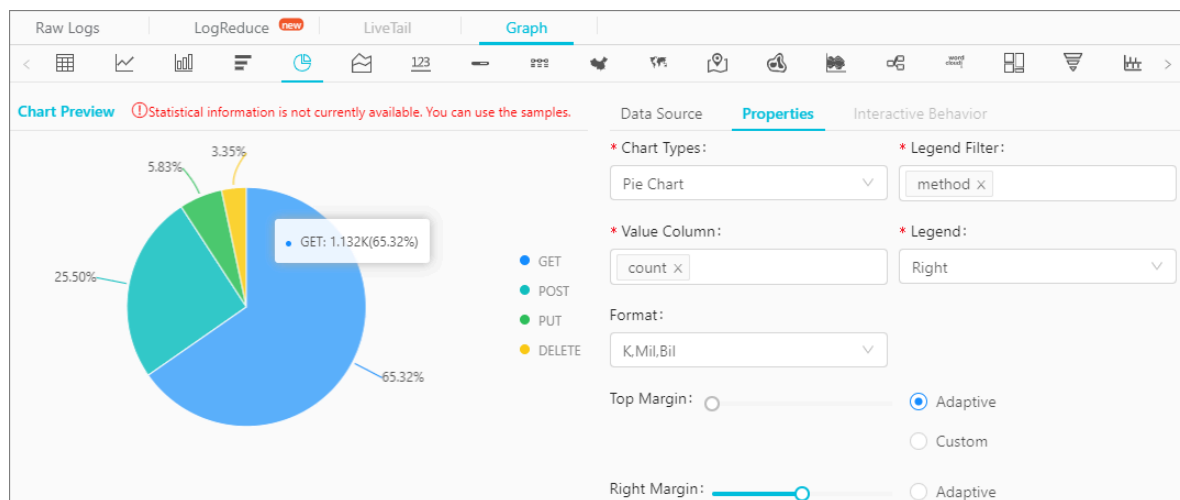 Raw Logs LogReduce new LiveTail Graph
123 word cloud
Chart Preview Statistical information is not currently available. You can use the samples.
Data Source Properties Interactive Behavior
3.35%
5.83%
GET: 1.132K(65.32%)
25.50%
65.32%
GET
POST
PUT
DELETE
* Chart Types: * Legend Filter:
Pie Chart method ×
* Value Column: * Legend:
count × Right
Format:
K,Mil,Bil
Top Margin: Adaptive
Custom
Right Margin: Adaptive